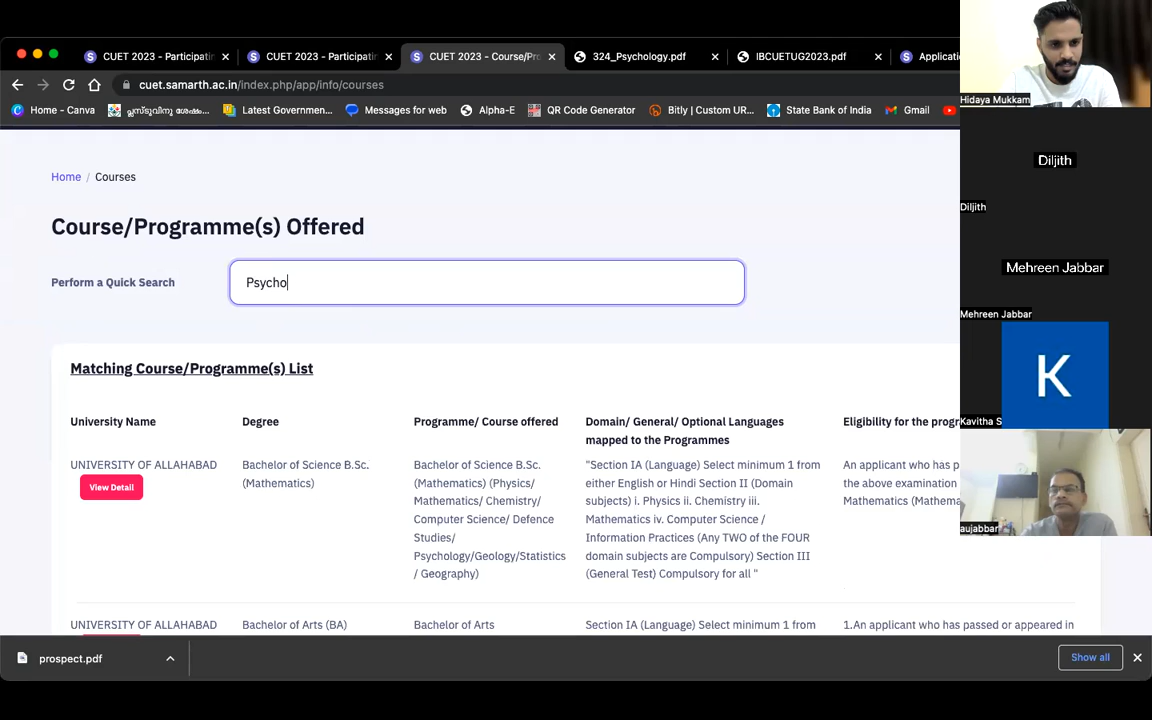 CUET 2023 - Participatin
CUET 2023 - Participatin
CUET 2023 - Course/Pro
324_Psychology.pdf
IBCUETUG2023.pdf
Applicati
cuet.samarth.ac.in/index.php/app/info/courses
Home - Canva
പ്ലസ്ടുവിനു ശേഷം...
Latest Governmen...
Messages for web
Alpha-E
QR Code Generator
Bitly | Custom UR...
State Bank of India
Gmail
Home / Courses
Course/Programme(s) Offered
Perform a Quick Search
Psycho
Matching Course/Programme(s) List
University Name
Degree
Programme/ Course offered
Domain/ General/ Optional Languages
mapped to the Programmes
Eligibility for the progr
UNIVERSITY OF ALLAHABAD
View Detail
Bachelor of Science B.Sc.
(Mathematics)
Bachelor of Science B.Sc.
(Mathematics) (Physics/
Mathematics/ Chemistry/
Computer Science/ Defence
Studies/
Psychology/Geology/Statistics
/ Geography)
"Section IA (Language) Select minimum 1 from
either English or Hindi Section II (Domain
subjects) i. Physics ii. Chemistry iii.
Mathematics iv. Computer Science /
Information Practices (Any TWO of the FOUR
domain subjects are Compulsory) Section III
(General Test) Compulsory for all "
An applicant who has p
the above examination
Mathematics (Mathema
UNIVERSITY OF ALLAHABAD
Bachelor of Arts (BA)
Bachelor of Arts
Section IA (Language) Select minimum 1 from
1.An applicant who has passed or appeared in
prospect.pdf
Show all
Hidaya Mukkam
Diljith
Diljith
Mehreen Jabbar
Mehreen Jabbar
K
Kavitha S
aujabbar